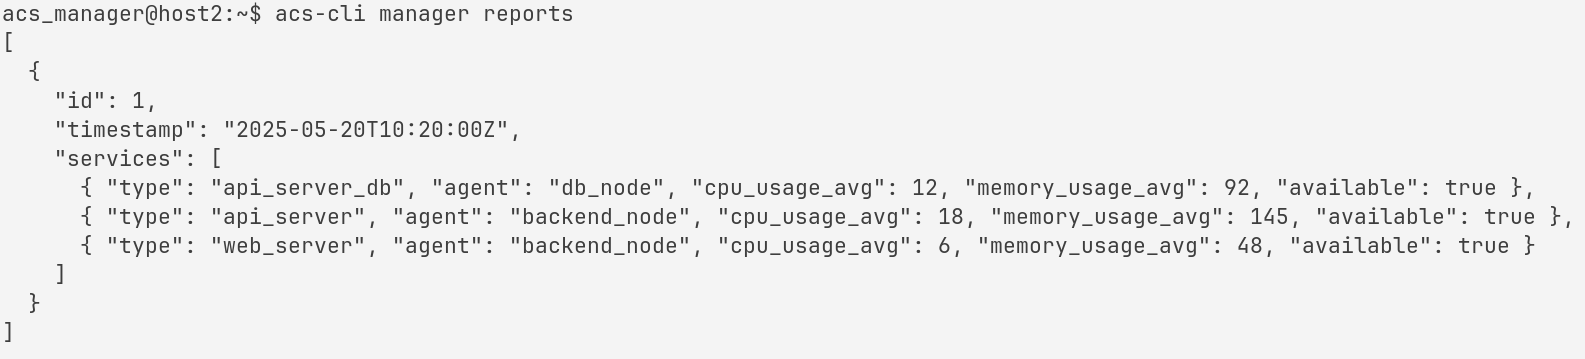 acs_manager@host2:~$ acs-cli manager reports
[
  {
    "id": 1,
    "timestamp": "2025-05-20T10:20:00Z",
    "services": [
      { "type": "api_server_db", "agent": "db_node", "cpu_usage_avg": 12, "memory_usage_avg": 92, "available": true },
      { "type": "api_server", "agent": "backend_node", "cpu_usage_avg": 18, "memory_usage_avg": 145, "available": true },
      { "type": "web_server", "agent": "backend_node", "cpu_usage_avg": 6, "memory_usage_avg": 48, "available": true }
    ]
  }
]